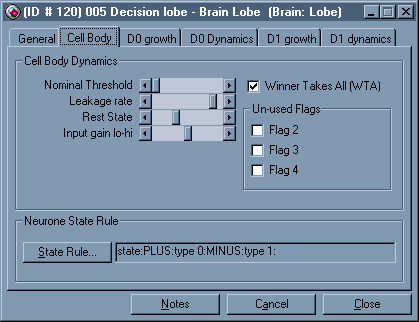 (ID # 120) 005 Decision lobe - Brain Lobe (Brain: Lobe)
General Cell Body D0 growth D0 Dynamics D1 growth D1 dynamics
Cell Body Dynamics
Nominal Threshold
Leakage rate
Rest State
Input gain lo-hi
Winner Takes All (WTA)
Un-used Flags
Flag 2
Flag 3
Flag 4
Neurone State Rule
State Rule... state:PLUS:type 0:MINUS:type 1:
Notes Cancel Close